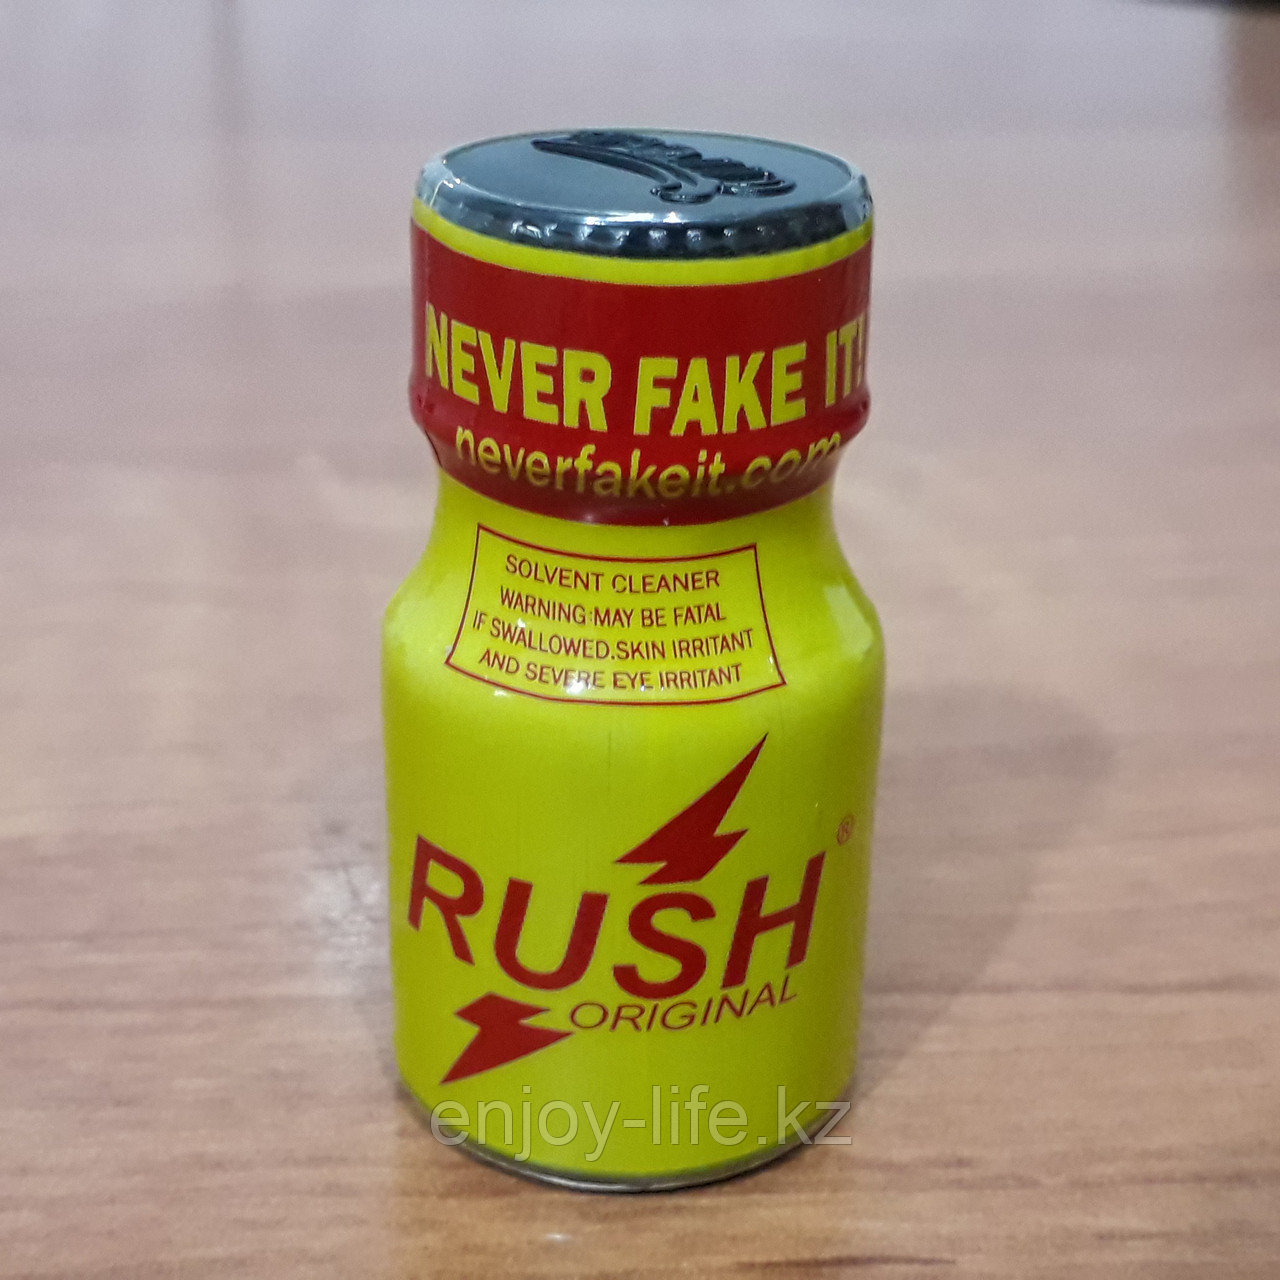 NEVER FAKE IT!
neverfakeit.com
SOLVENT CLEANER
WARNING:MAY BE FATAL
IF SWALLOWED.SKIN IRRITANT
AND SEVERE EYE IRRITANT
RUSH ®
ORIGINAL
enjoy-life.kz